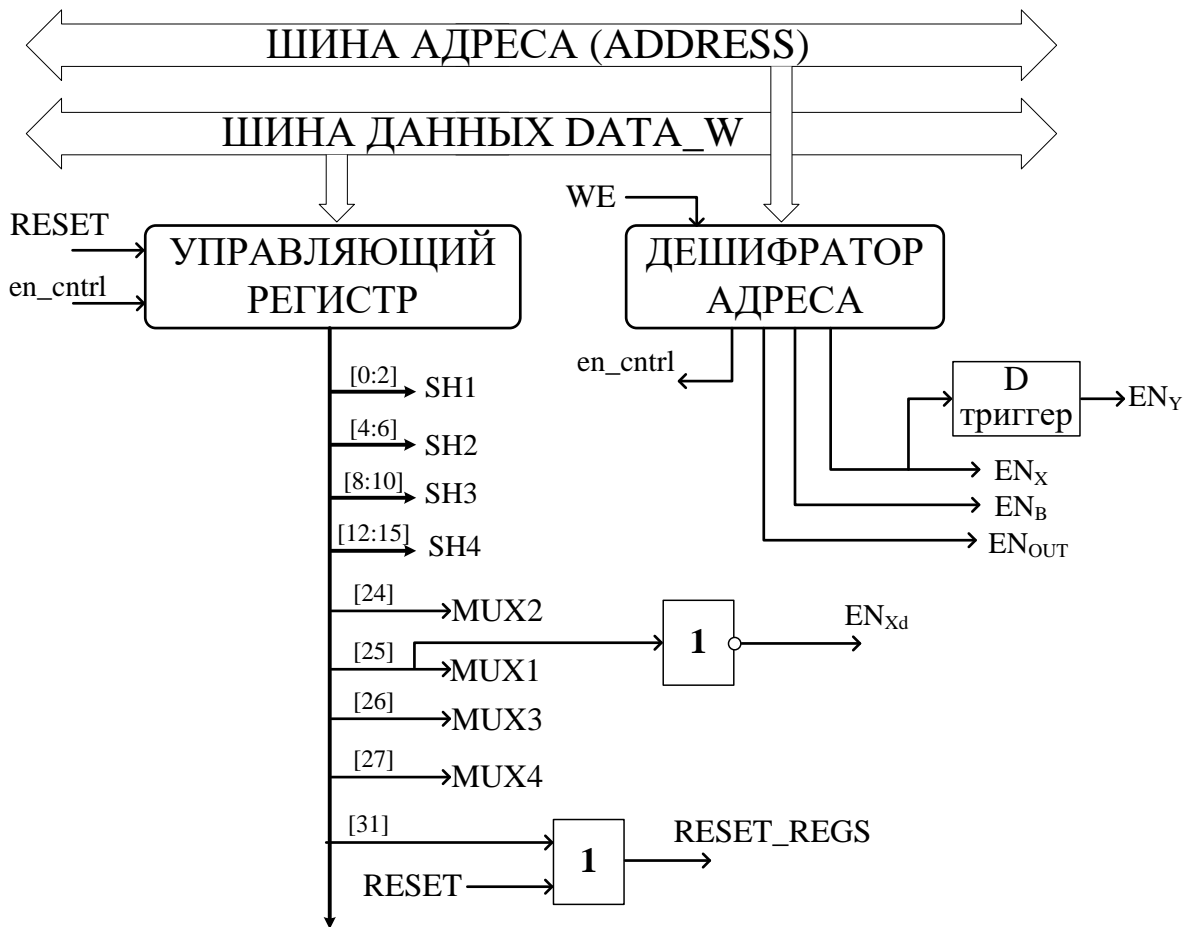 ШИНА АДРЕСА (ADDRESS)
ШИНА ДАННЫХ DATA_W
RESET
en_cntrl
УПРАВЛЯЮЩИЙ
РЕГИСТР
WE
ДЕШИФРАТОР
АДРЕСА
en_cntrl
D
триггер
EN_Y
EN_X
EN_B
EN_OUT
[0:2] SH1
[4:6] SH2
[8:10] SH3
[12:15] SH4
[24] MUX2
[25] MUX1
1
EN_Xd
[26] MUX3
[27] MUX4
[31]
RESET
1
RESET_REGS